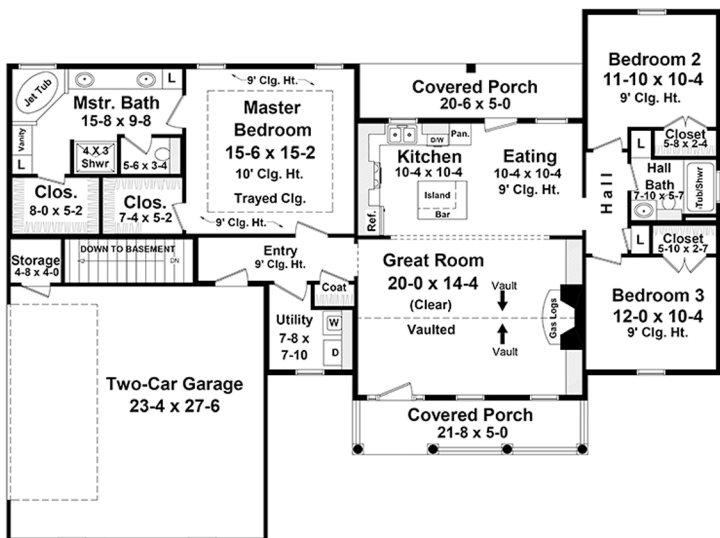 Jet Tub
L
Mstr. Bath
15-8 x 9-8
Vanity
L
4 X 3
Shwr
5-6 x 3-4
Clos.
8-0 x 5-2
Clos.
7-4 x 5-2
9' Clg. Ht.
Master
Bedroom
15-6 x 15-2
10' Clg. Ht.
Trayed Clg.
9' Clg. Ht.
Covered Porch
20-6 x 5-0
D/W
Pan.
Kitchen
10-4 x 10-4
Island
Bar
Ref.
Eating
10-4 x 10-4
9' Clg. Ht.
Bedroom 2
11-10 x 10-4
9' Clg. Ht.
Closet
5-8 x 2-4
L
Hall
Hall
Bath
7-10 x 5-7
Tub/Shwr
L
Closet
5-10 x 2-7
Bedroom 3
12-0 x 10-4
9' Clg. Ht.
Storage
4-8 x 4-0
DOWN TO BASEMENT
DN
Entry
9' Clg. Ht.
Coat
Utility
7-8 x
7-10
W
D
Great Room
20-0 x 14-4
(Clear)
Vaulted
Vault
Vault
Gas Logs
Two-Car Garage
23-4 x 27-6
Covered Porch
21-8 x 5-0